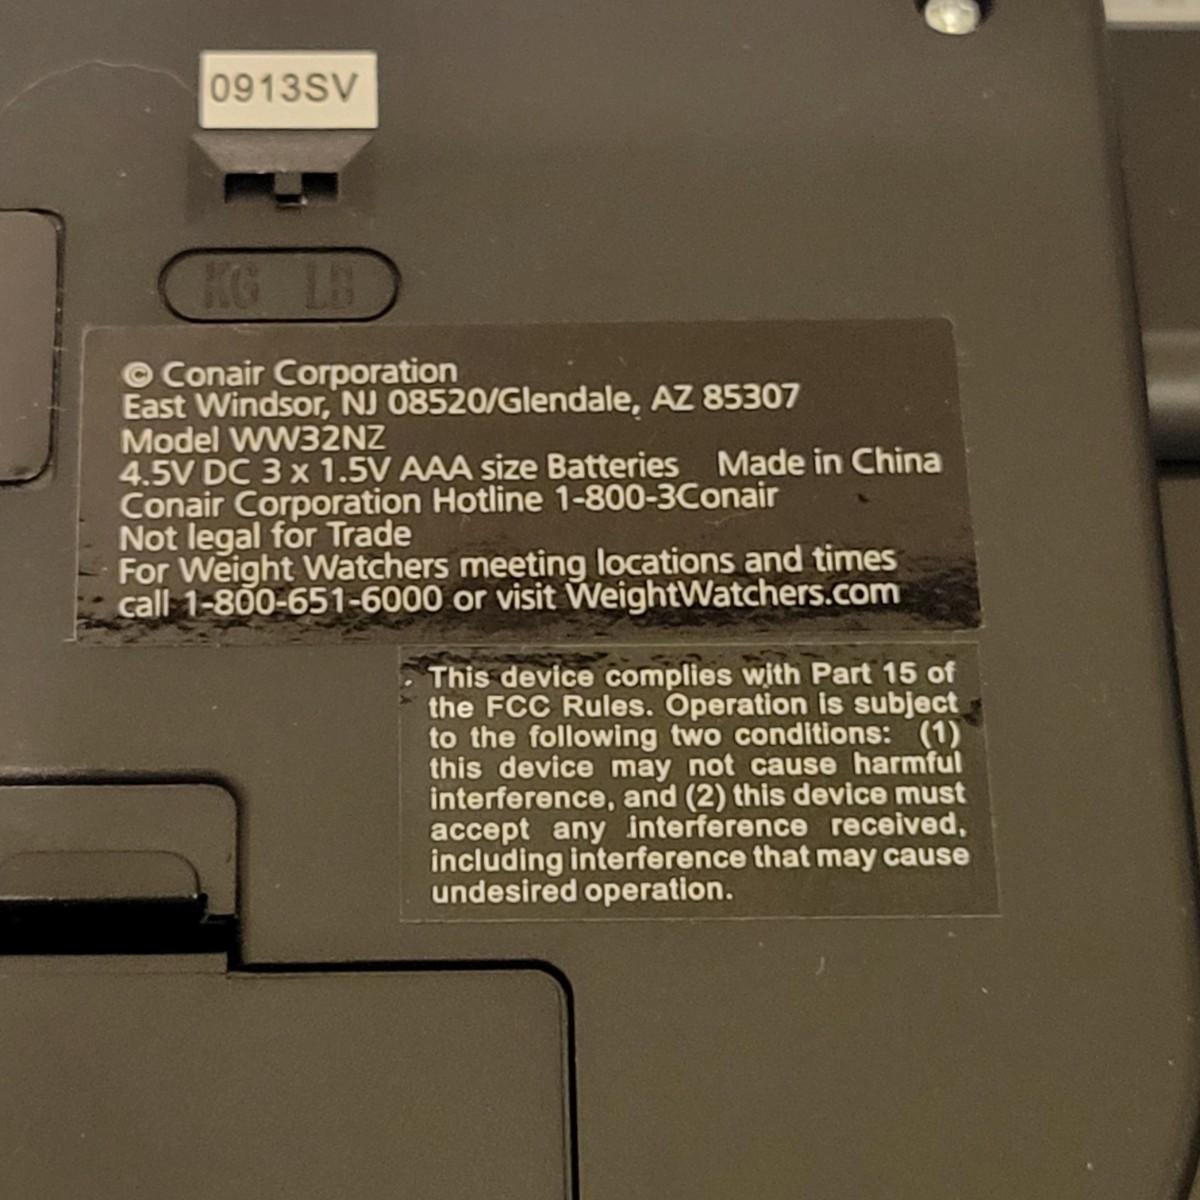 0913SV
KG LB
© Conair Corporation
East Windsor, NJ 08520/Glendale, AZ 85307
Model WW32NZ
4.5V DC 3 x 1.5V AAA size Batteries Made in China
Conair Corporation Hotline 1-800-3Conair
Not legal for Trade
For Weight Watchers meeting locations and times
call 1-800-651-6000 or visit WeightWatchers.com
This device complies with Part 15 of
the FCC Rules. Operation is subject
to the following two conditions: (1)
this device may not cause harmful
interference, and (2) this device must
accept any interference received,
including interference that may cause
undesired operation.